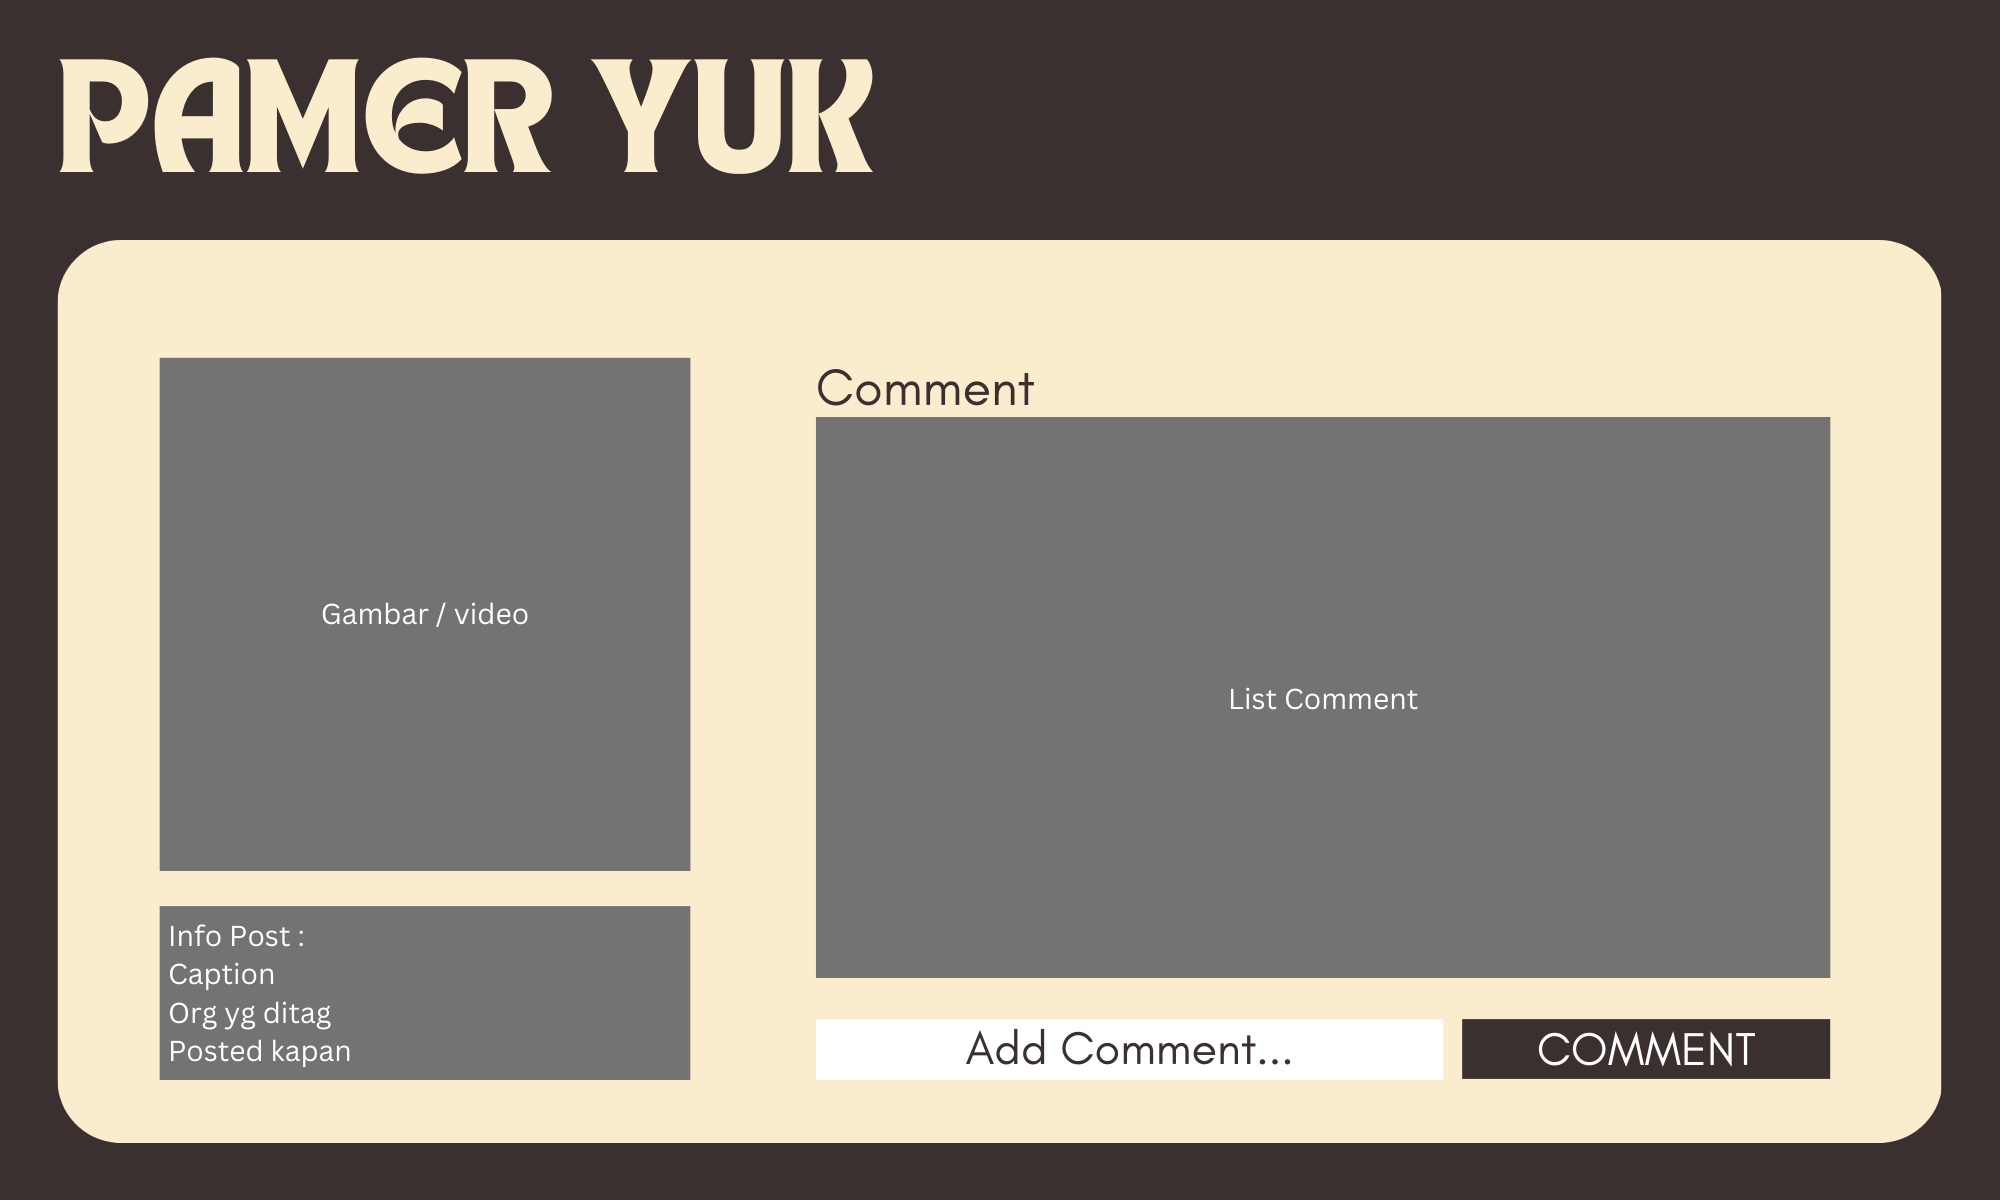 PAMER YUK
Gambar / video
Info Post :
Caption
Org yg ditag
Posted kapan
Comment
List Comment
Add Comment...
COMMENT